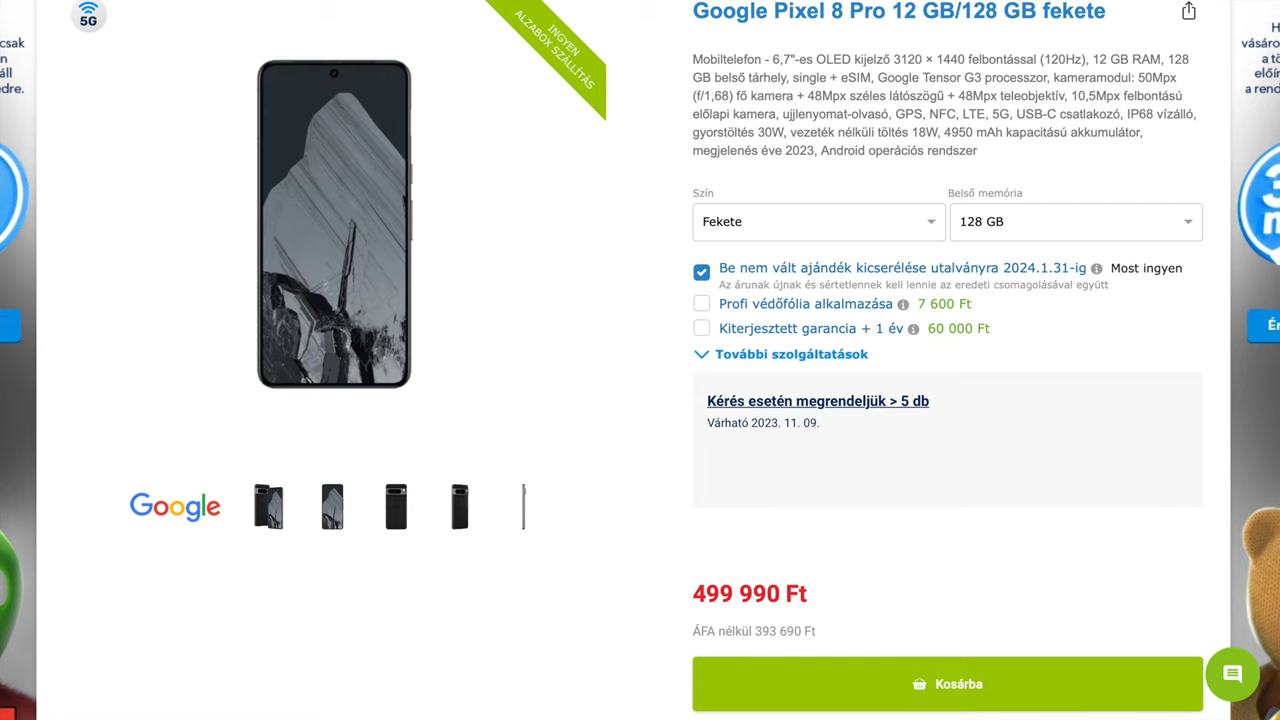 5G
INGYEN
ALZABOX SZÁLLÍTÁS
Google Pixel 8 Pro 12 GB/128 GB fekete
Mobiltelefon - 6,7"-es OLED kijelző 3120 × 1440 felbontással (120Hz), 12 GB RAM, 128
GB belső tárhely, single + eSIM, Google Tensor G3 processzor, kameramodul: 50Mpx
(f/1,68) fő kamera + 48Mpx széles látószögű + 48Mpx teleobjektív, 10,5Mpx felbontású
előlapi kamera, ujjlenyomat-olvasó, GPS, NFC, LTE, 5G, USB-C csatlakozó, IP68 vízálló,
gyorstöltés 30W, vezeték nélküli töltés 18W, 4950 mAh kapacitású akkumulátor,
megjelenés éve 2023, Android operációs rendszer
Szín
Belső memória
Fekete
128 GB
Be nem vált ajándék kicserélése utalványra 2024.1.31-ig Most ingyen
Az árunak újnak és sértetlennek kell lennie az eredeti csomagolásával együtt
Profi védőfólia alkalmazása 7 600 Ft
Kiterjesztett garancia + 1 év 60 000 Ft
További szolgáltatások
Kérés esetén megrendeljük > 5 db
Várható 2023. 11. 09.
Google
499 990 Ft
ÁFA nélkül 393 690 Ft
Kosárba